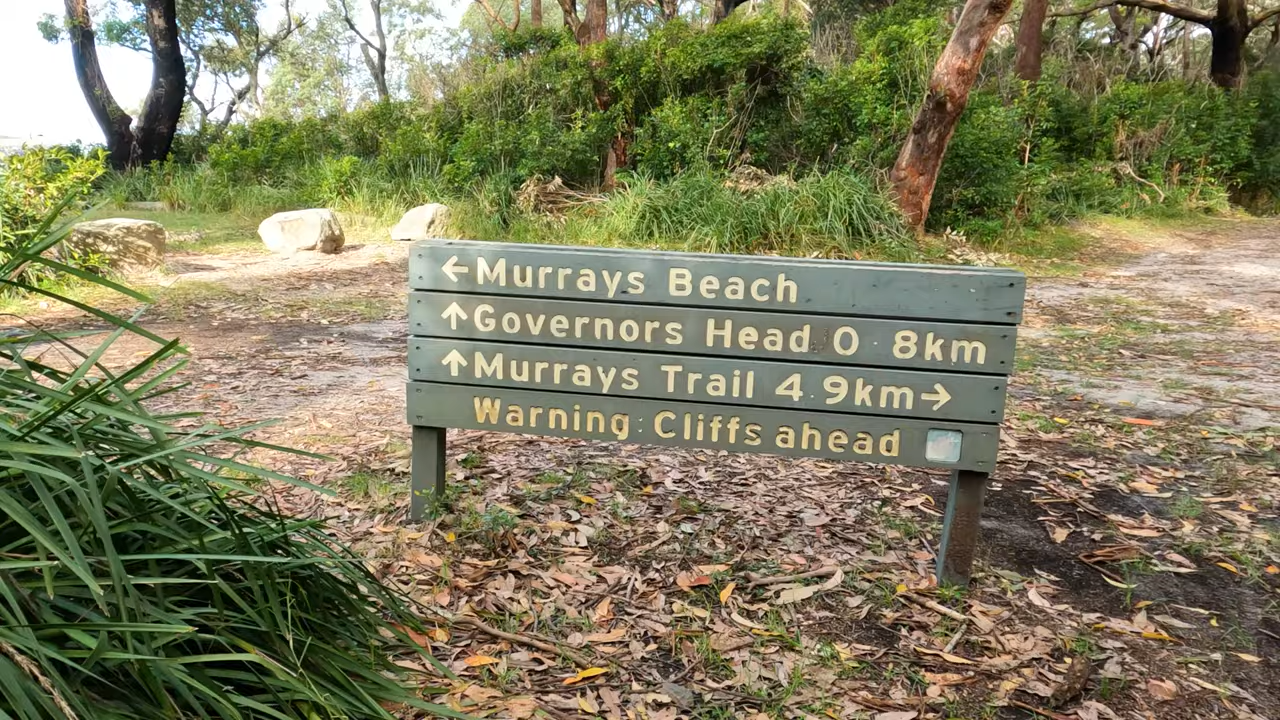 ←Murrays Beach
↑Governors Head 0.8km
↑Murrays Trail 4.9km→
Warning: Cliffs ahead